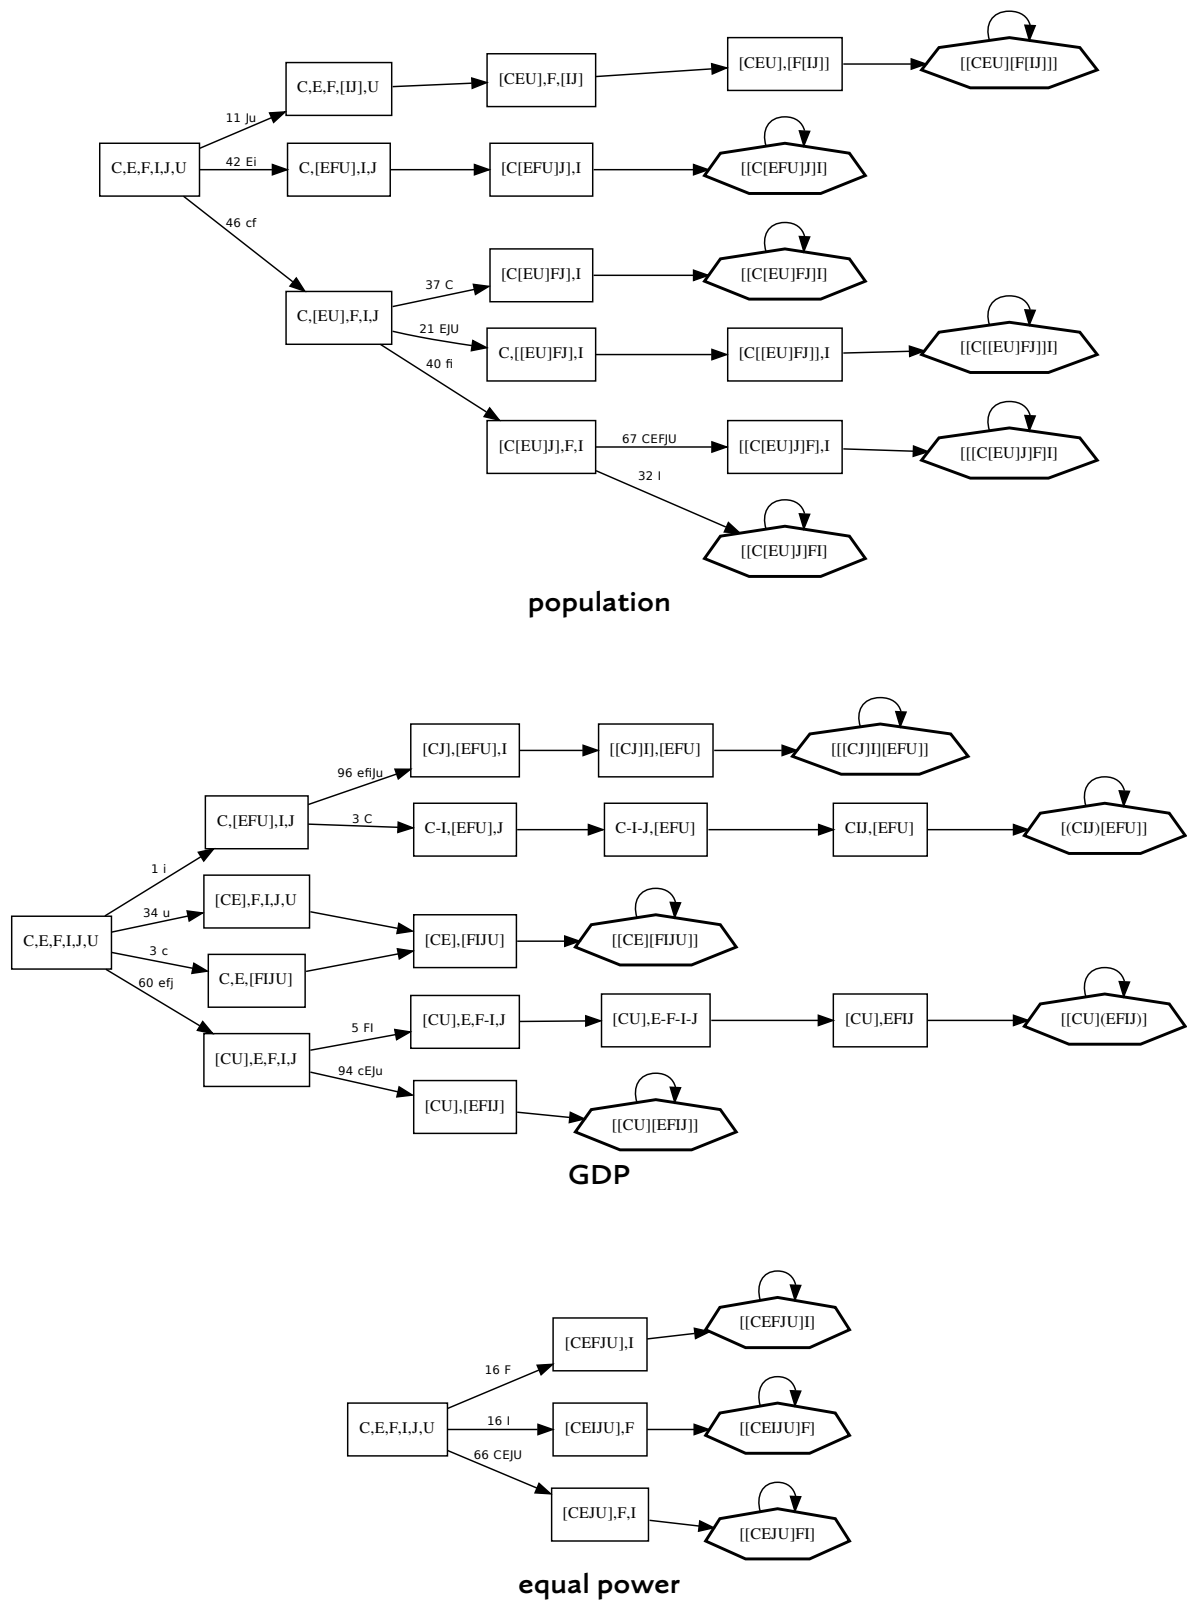 C,E,F,I,J,U
11 Ju
C,E,F,[IJ],U
[CEU],F,[IJ]
[CEU],[F[IJ]]
[[CEU][F[IJ]]]
42 Ei
C,[EFU],I,J
[C[EFU]J],I
[[C[EFU]J]I]
46 cf
C,[EU],F,I,J
37 C
[C[EU]FJ],I
[[C[EU]FJ]I]
21 EJU
C,[[EU]FJ],I
[C[[EU]FJ]],I
[[C[[EU]FJ]]I]
40 fi
[C[EU]J],F,I
67 CEFJU
[[C[EU]J]F],I
[[[C[EU]J]F]I]
32 I
[[C[EU]J]FI]
population
C,E,F,I,J,U
1 i
C,[EFU],I,J
96 efiJu
[CJ],[EFU],I
[[CJ]I],[EFU]
[[[CJ]I][EFU]]
3 C
C-I,[EFU],J
C-I-J,[EFU]
CIJ,[EFU]
[(CIJ)[EFU]]
34 u
[CE],F,I,J,U
3 c
C,E,[FIJU]
[CE],[FIJU]
[[CE][FIJU]]
60 efj
[CU],E,F,I,J
5 FI
[CU],E,F-I,J
[CU],E-F-I-J
[CU],EFIJ
[[CU](EFIJ)]
94 cEJu
[CU],[EFIJ]
[[CU][EFIJ]]
GDP
C,E,F,I,J,U
16 F
[CEFJU],I
[[CEFJU]I]
16 I
[CEIJU],F
[[CEIJU]F]
66 CEJU
[CEJU],F,I
[[CEJU]FI]
equal power